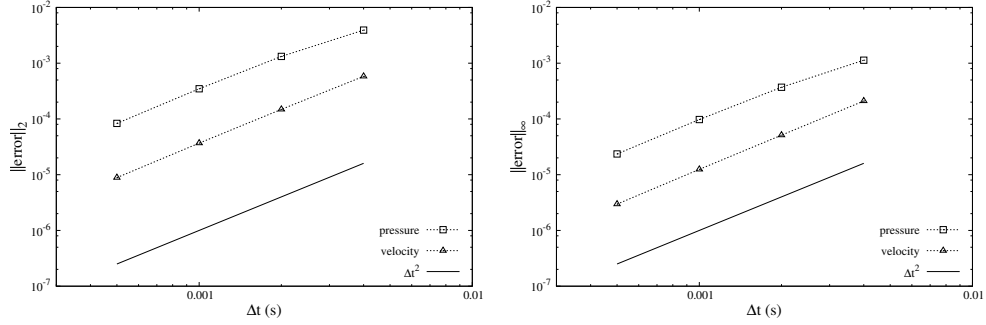 10^-2
10^-3
10^-4
10^-5
10^-6
10^-7
||error||_2
pressure
velocity
Δt^2
0.001
0.01
Δt (s)
10^-2
10^-3
10^-4
10^-5
10^-6
10^-7
||error||_∞
pressure
velocity
Δt^2
0.001
0.01
Δt (s)